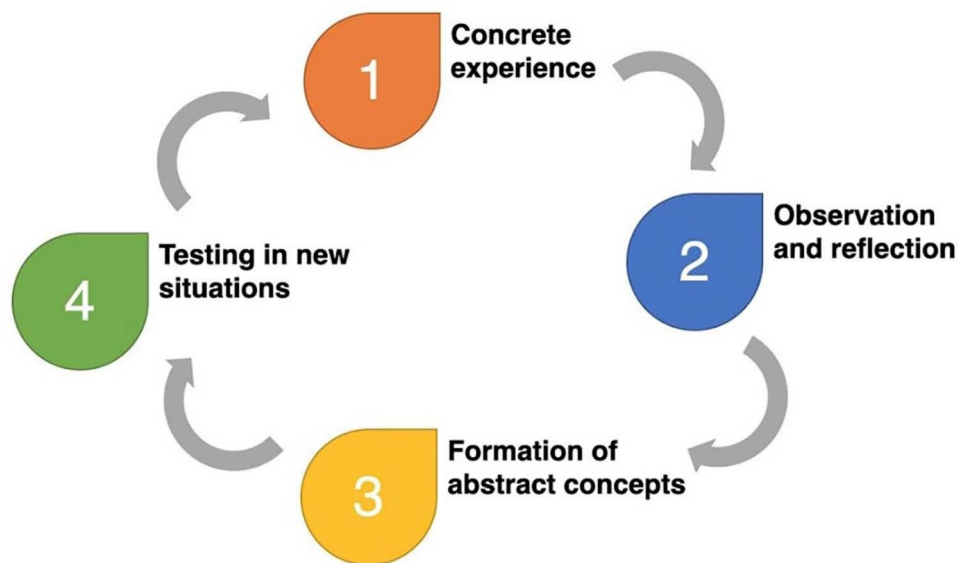 1
Concrete
experience
2
Observation
and reflection
3
Formation of
abstract concepts
4
Testing in new
situations